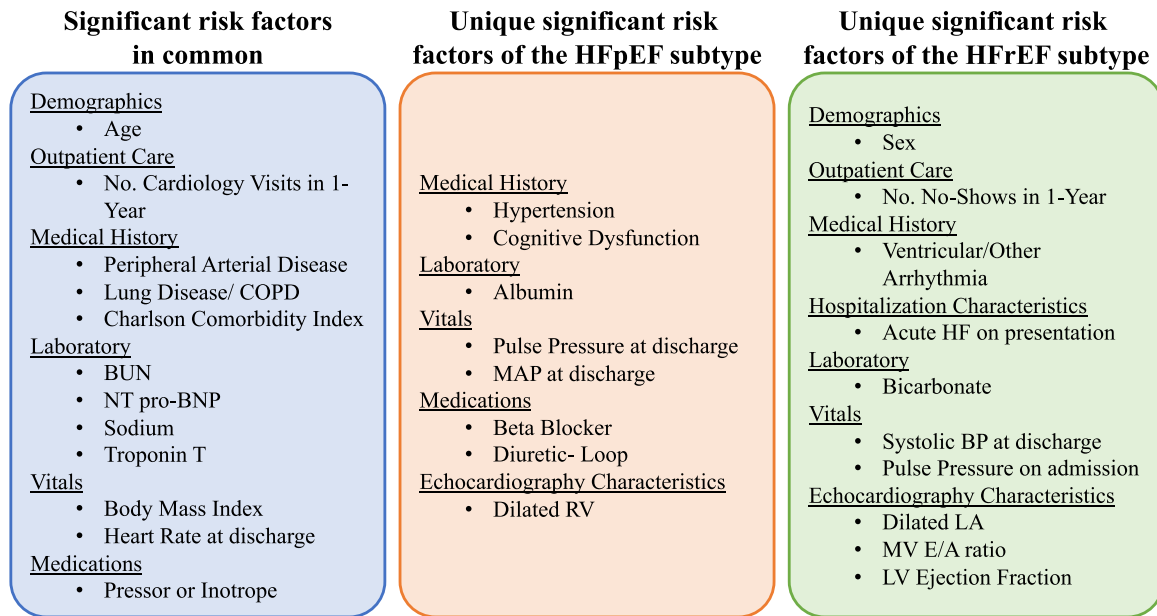 Significant risk factors
in common
Demographics
• Age
Outpatient Care
• No. Cardiology Visits in 1-
Year
Medical History
• Peripheral Arterial Disease
• Lung Disease/ COPD
• Charlson Comorbidity Index
Laboratory
• BUN
• NT pro-BNP
• Sodium
• Troponin T
Vitals
• Body Mass Index
• Heart Rate at discharge
Medications
• Pressor or Inotrope
Unique significant risk
factors of the HFpEF subtype
Medical History
• Hypertension
• Cognitive Dysfunction
Laboratory
• Albumin
Vitals
• Pulse Pressure at discharge
• MAP at discharge
Medications
• Beta Blocker
• Diuretic- Loop
Echocardiography Characteristics
• Dilated RV
Unique significant risk
factors of the HFrEF subtype
Demographics
• Sex
Outpatient Care
• No. No-Shows in 1-Year
Medical History
• Ventricular/Other
Arrhythmia
Hospitalization Characteristics
• Acute HF on presentation
Laboratory
• Bicarbonate
Vitals
• Systolic BP at discharge
• Pulse Pressure on admission
Echocardiography Characteristics
• Dilated LA
• MV E/A ratio
• LV Ejection Fraction